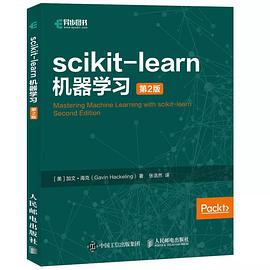 异步图书
scikit-learn
机器学习
第2版
Mastering Machine Learning with scikit-learn
Second Edition
[美] 加文·海克(Gavin Hackeling) 著 张浩然 译
Packt>
中国工信出版集团 人民邮电出版社
scikit-learn 机器学习 第2版
人民邮电出版社